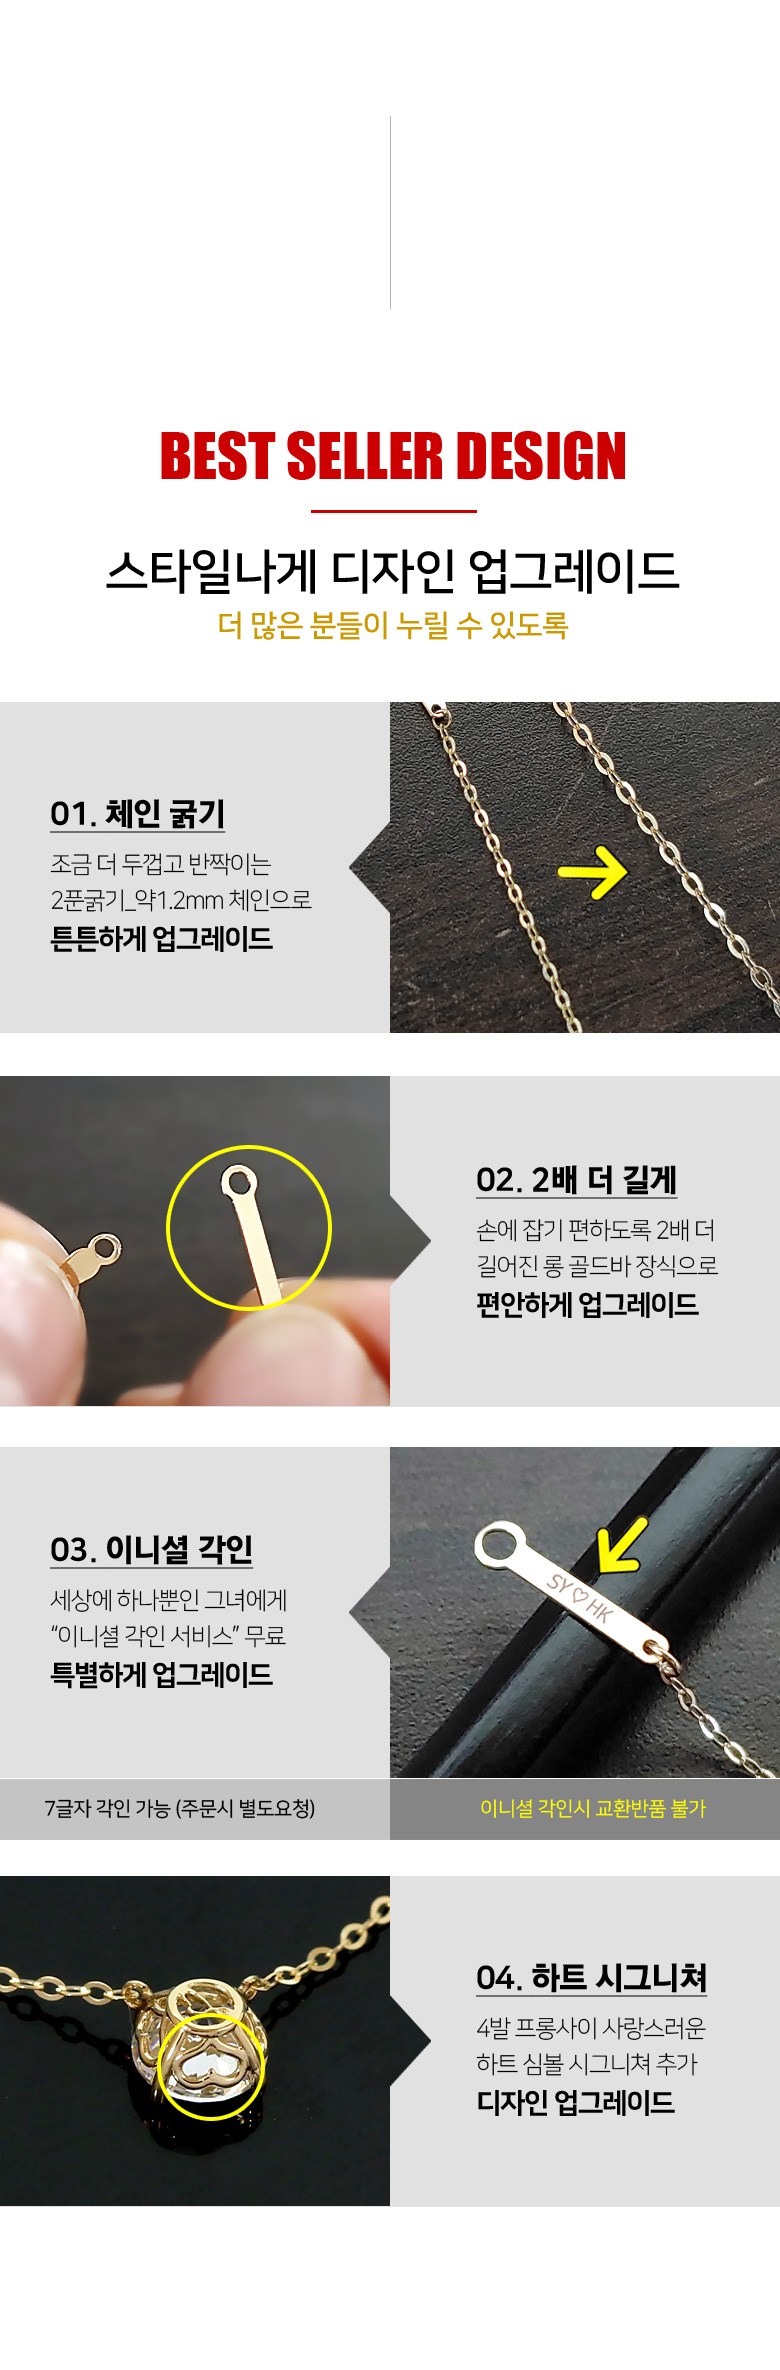 BEST SELLER DESIGN
스타일나게 디자인 업그레이드
더 많은 분들이 누릴 수 있도록
01. 체인 굵기
조금 더 두껍고 반짝이는
2푼굵기_약1.2mm 체인으로
튼튼하게 업그레이드
02. 2배 더 길게
손에 잡기 편하도록 2배 더
길어진 롱 골드바 장식으로
편안하게 업그레이드
03. 이니셜 각인
세상에 하나뿐인 그녀에게
“이니셜 각인 서비스” 무료
특별하게 업그레이드
SY♡HK
7글자 각인 가능 (주문시 별도요청)
이니셜 각인시 교환반품 불가
04. 하트 시그니쳐
4발 프롱사이 사랑스러운
하트 심볼 시그니쳐 추가
디자인 업그레이드